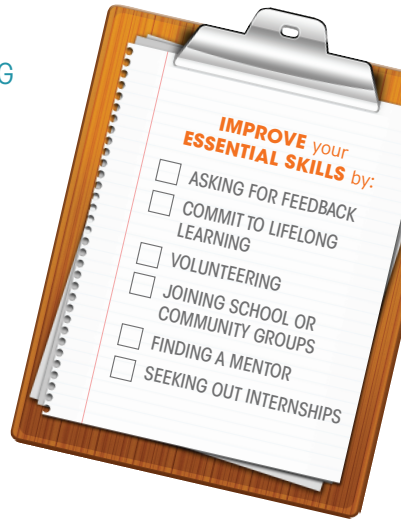 G
IMPROVE your
ESSENTIAL SKILLS by:
ASKING FOR FEEDBACK
COMMIT TO LIFELONG
LEARNING
VOLUNTEERING
JOINING SCHOOL OR
COMMUNITY GROUPS
FINDING A MENTOR
SEEKING OUT INTERNSHIPS